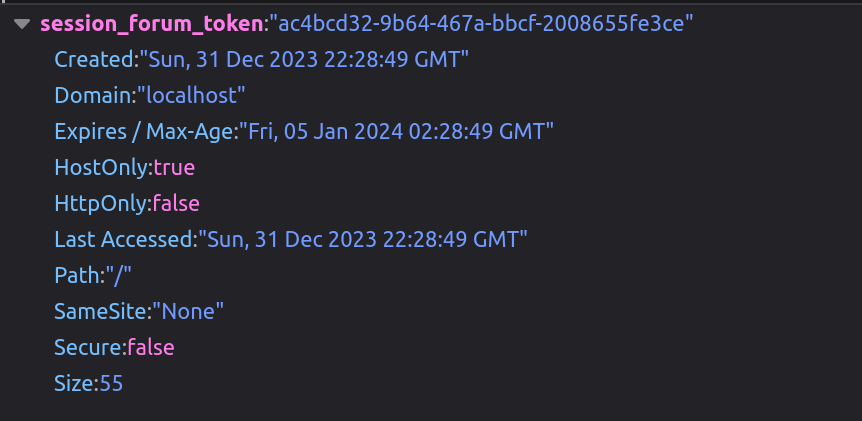 session_forum_token:"ac4bcd32-9b64-467a-bbcf-2008655fe3ce"
Created:"Sun, 31 Dec 2023 22:28:49 GMT"
Domain:"localhost"
Expires / Max-Age:"Fri, 05 Jan 2024 02:28:49 GMT"
HostOnly:true
HttpOnly:false
Last Accessed:"Sun, 31 Dec 2023 22:28:49 GMT"
Path:"/"
SameSite:"None"
Secure:false
Size:55